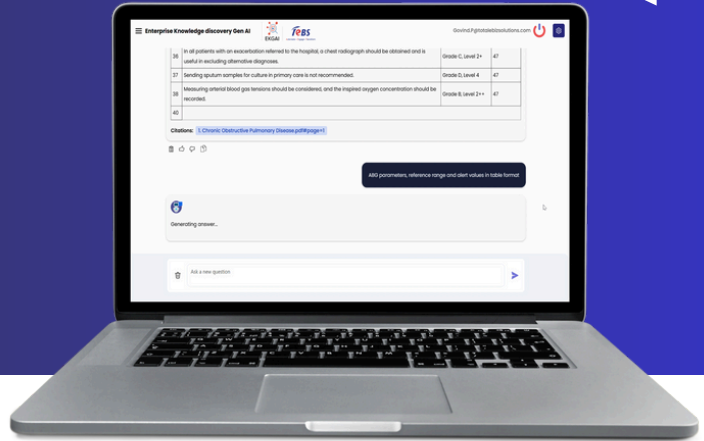 Enterprise Knowledge discovery Gen AI
EKGAI
TeBS
Govind.P@totalebizsolutions.com
36 In all patients with an exacerbation referred to the hospital, a chest radiograph should be obtained and is useful in excluding alternative diagnoses. Grade C, Level 2+ 47
37 Sending sputum samples for culture in primary care is not recommended. Grade D, Level 4 47
38 Measuring arterial blood gas tensions should be considered, and the inspired oxygen concentration should be recorded. Grade B, Level 2++ 47
40
Citations: 1. Chronic Obstructive Pulmonary Disease.pdf#page=1
ABG parameters, reference range and alert values in table format
Generating answer...
Ask a new question